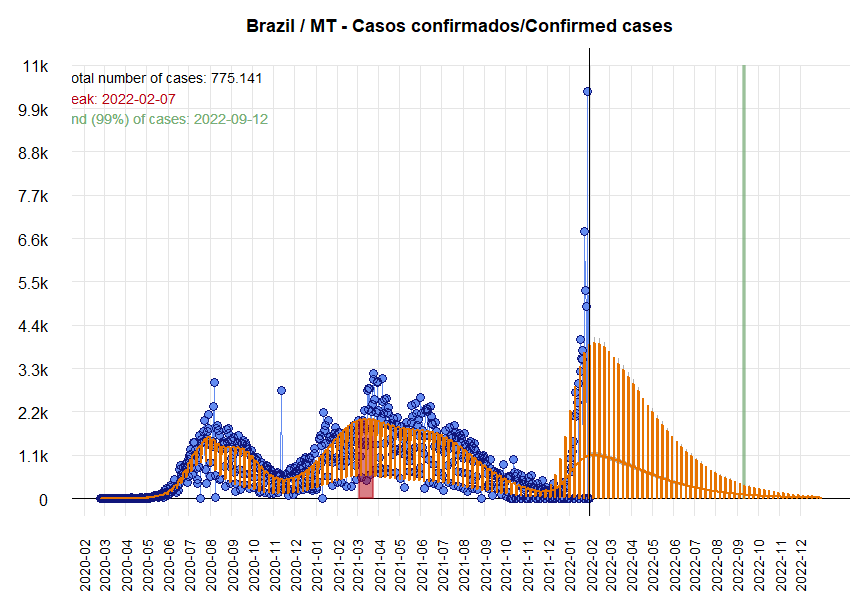 Brazil / MT - Casos confirmados/Confirmed cases
11k
otal number of cases: 775.141
eak: 2022-02-07
nd (99%) of cases: 2022-09-12
9.9k
8.8k
7.7k
6.6k
5.5k
4.4k
3.3k
2.2k
1.1k
0
2020-02
2020-03
2020-04
2020-05
2020-06
2020-07
2020-08
2020-09
2020-10
2020-11
2020-12
2021-01
2021-02
2021-03
2021-04
2021-05
2021-06
2021-07
2021-08
2021-09
2021-10
2021-11
2021-12
2022-01
2022-02
2022-03
2022-04
2022-05
2022-06
2022-07
2022-08
2022-09
2022-10
2022-11
2022-12